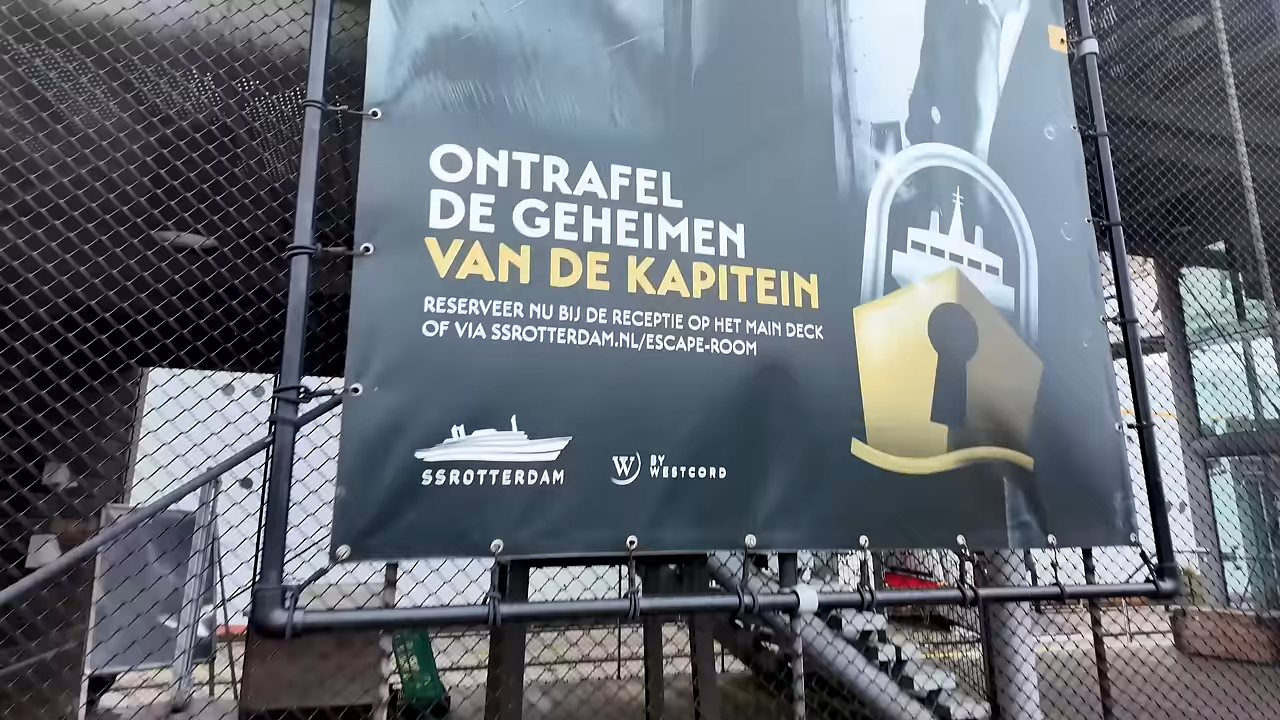 ONTRAFEL
DE GEHEIMEN
VAN DE KAPITEIN
RESERVEER NU BIJ DE RECEPTIE OP HET MAIN DECK
OF VIA SSROTTERDAM.NL/ESCAPE-ROOM
SSROTTERDAM
W BY
WESTCORD